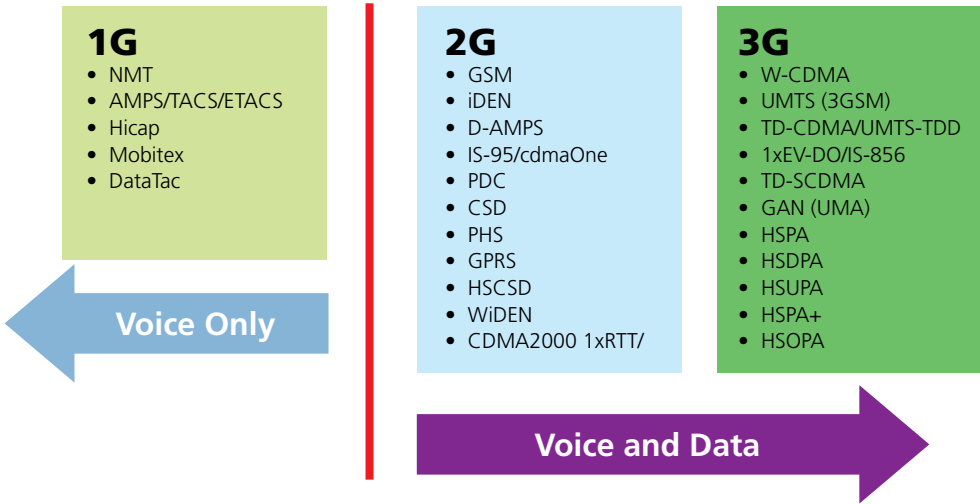 1G
• NMT
• AMPS/TACS/ETACS
• Hicap
• Mobitex
• DataTac
Voice Only
2G
• GSM
• iDEN
• D-AMPS
• IS-95/cdmaOne
• PDC
• CSD
• PHS
• GPRS
• HSCSD
• WiDEN
• CDMA2000 1xRTT/
3G
• W-CDMA
• UMTS (3GSM)
• TD-CDMA/UMTS-TDD
• 1xEV-DO/IS-856
• TD-SCDMA
• GAN (UMA)
• HSPA
• HSDPA
• HSUPA
• HSPA+
• HSOPA
Voice and Data